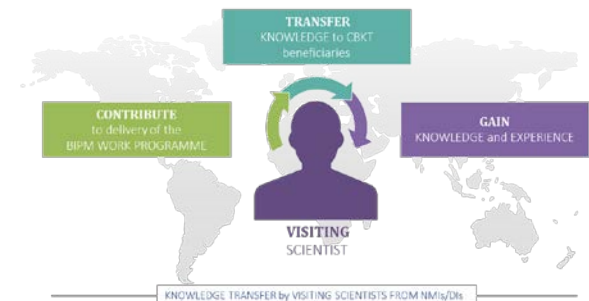 TRANSFER
KNOWLEDGE to CBKT
beneficiaries
CONTRIBUTE
to delivery of the
BIPM WORK PROGRAMME
GAIN
KNOWLEDGE and EXPERIENCE
VISITING
SCIENTIST
KNOWLEDGE TRANSFER by VISITING SCIENTISTS FROM NMIs/DIs